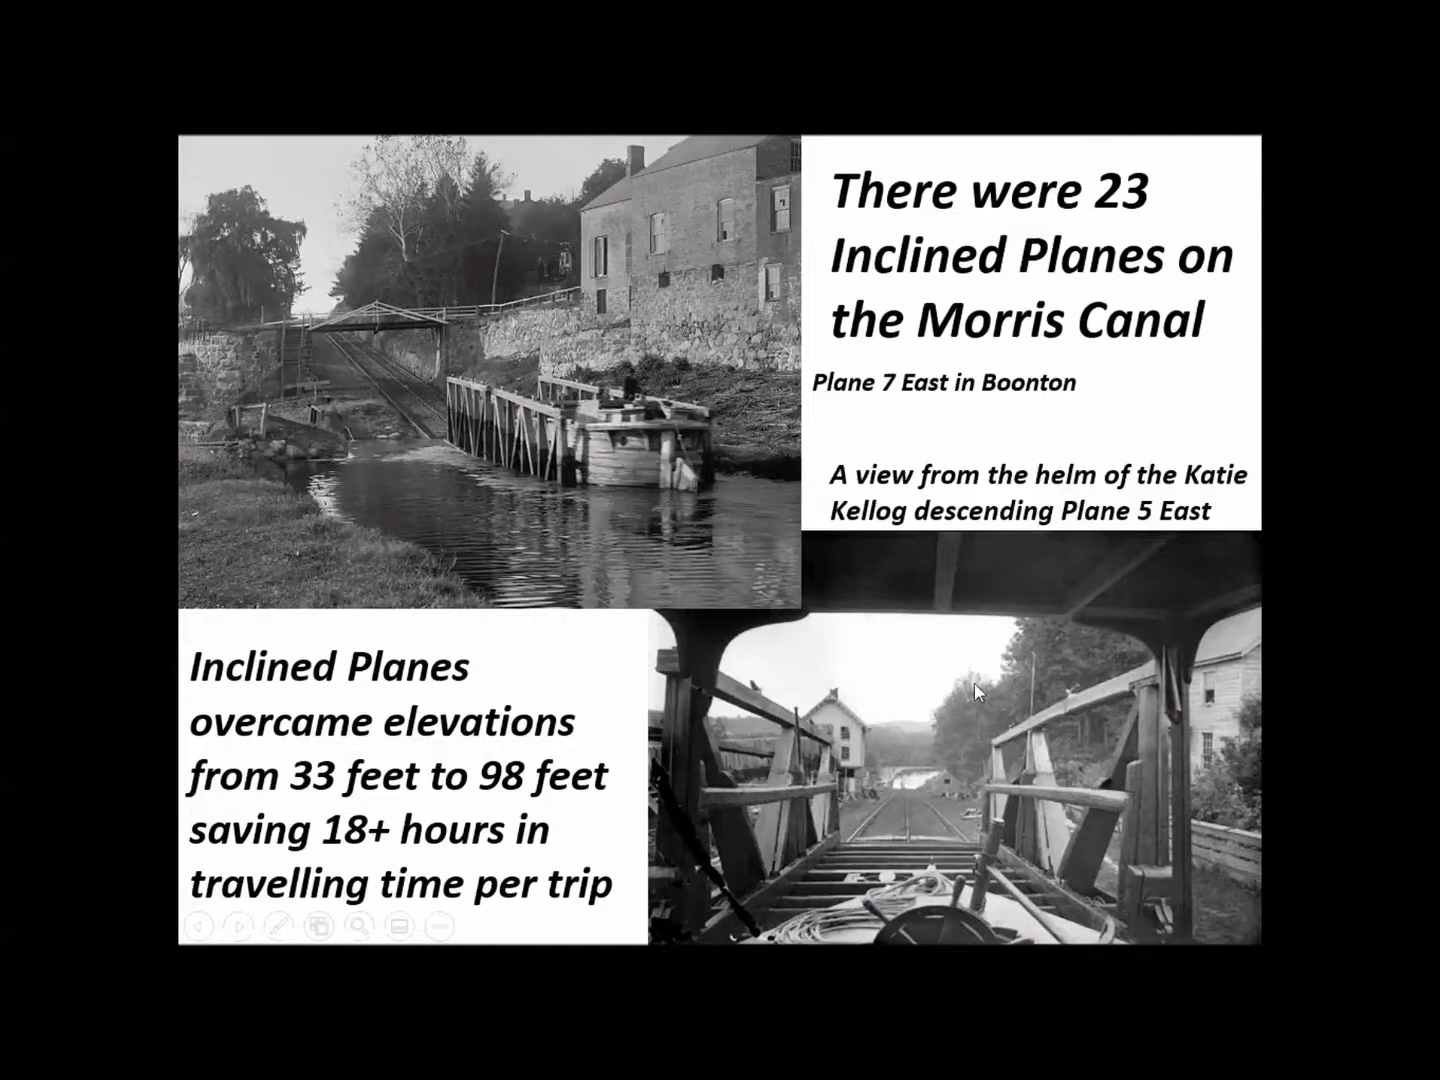 There were 23
Inclined Planes on
the Morris Canal
Plane 7 East in Boonton
A view from the helm of the Katie
Kellog descending Plane 5 East
Inclined Planes
overcame elevations
from 33 feet to 98 feet
saving 18+ hours in
travelling time per trip